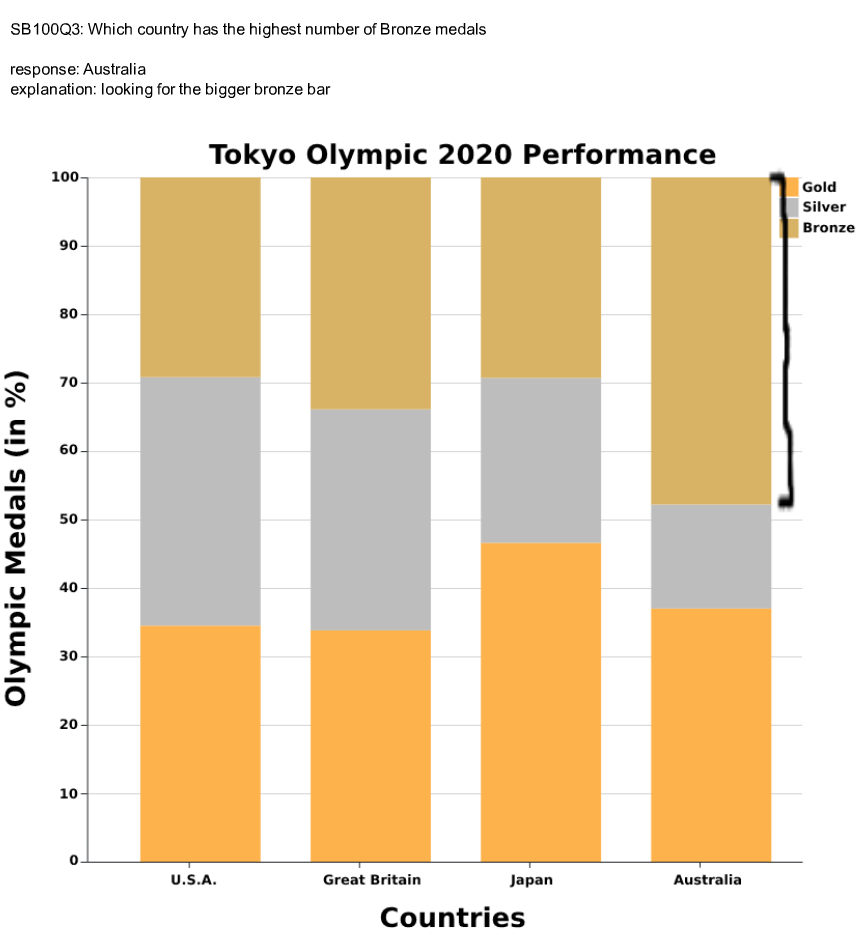 SB100Q3: Which country has the highest number of Bronze medals
response: Australia
explanation: looking for the bigger bronze bar
Tokyo Olympic 2020 Performance
Gold
Silver
Bronze
100
90
80
70
60
50
40
30
20
10
0
Olympic Medals (in %)
U.S.A.
Great Britain
Japan
Australia
Countries